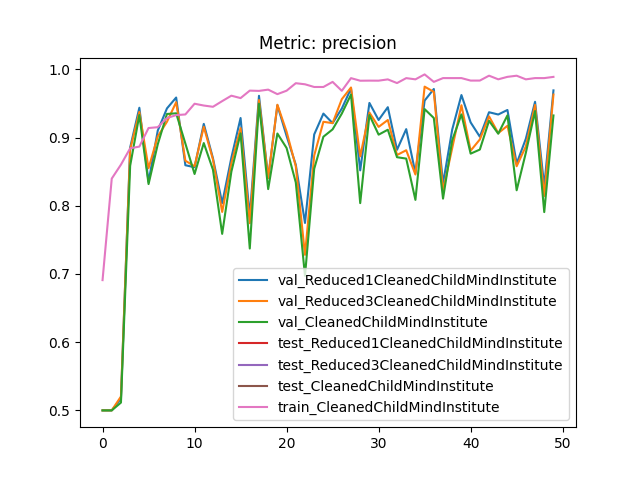 Metric: precision
1.0
0.9
0.8
0.7
0.6
0.5
val_Reduced1CleanedChildMindInstitute
val_Reduced3CleanedChildMindInstitute
val_CleanedChildMindInstitute
test_Reduced1CleanedChildMindInstitute
test_Reduced3CleanedChildMindInstitute
test_CleanedChildMindInstitute
train_CleanedChildMindInstitute
0 10 20 30 40 50